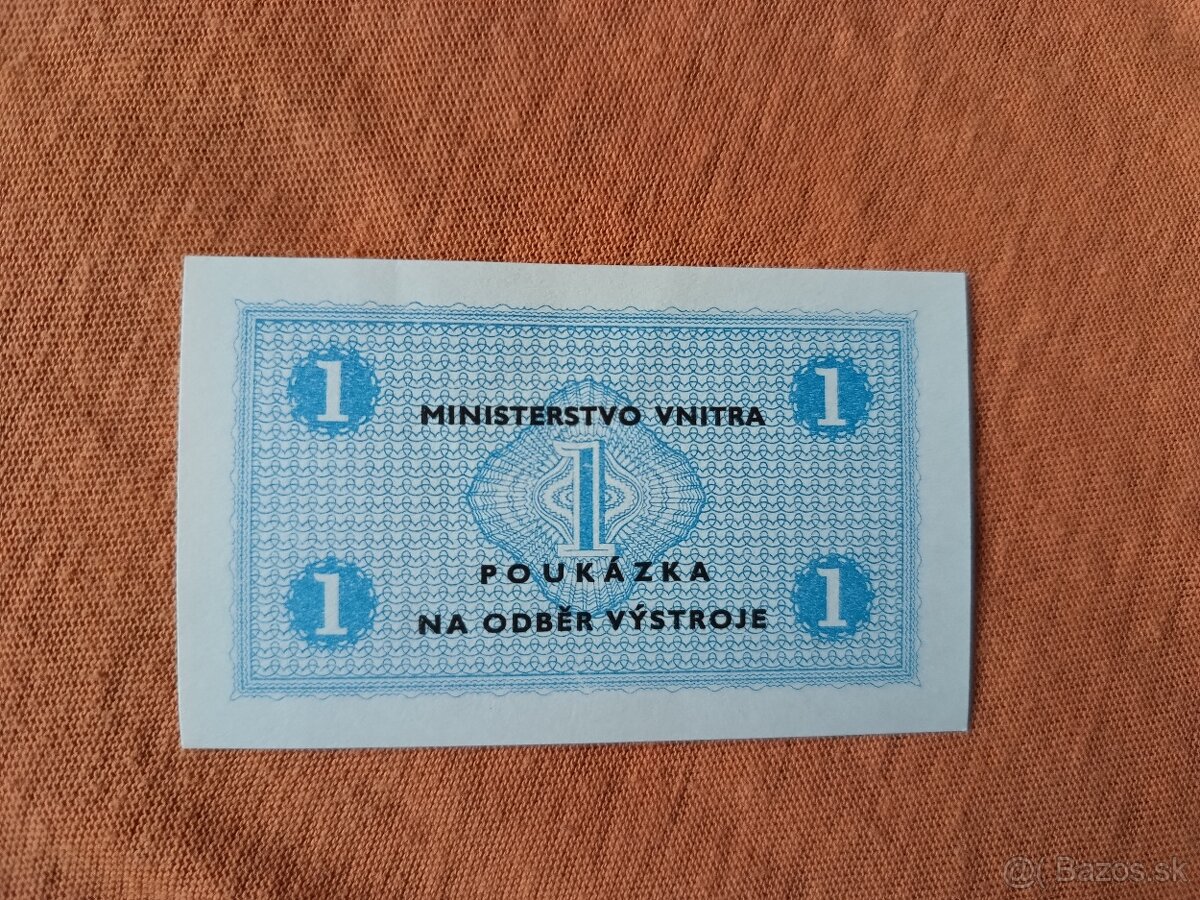 1 1
MINISTERSTVO VNITRA
1
POUKÁZKA
1 1
NA ODBĚR VÝSTROJE
@( Bazos.sk